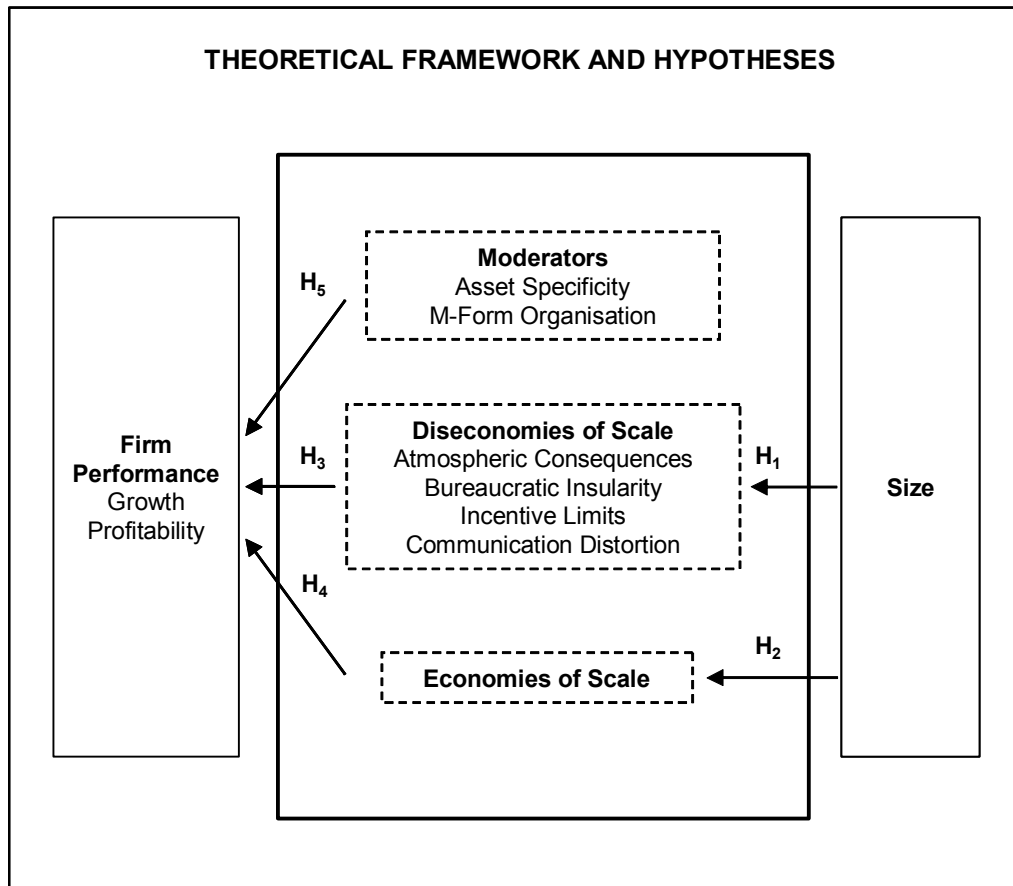 THEORETICAL FRAMEWORK AND HYPOTHESES
Moderators
Asset Specificity
M-Form Organisation
H5
Diseconomies of Scale
Atmospheric Consequences
Bureaucratic Insularity
Incentive Limits
Communication Distortion
H3
H1
Firm
Performance
Growth
Profitability
Size
H4
H2
Economies of Scale